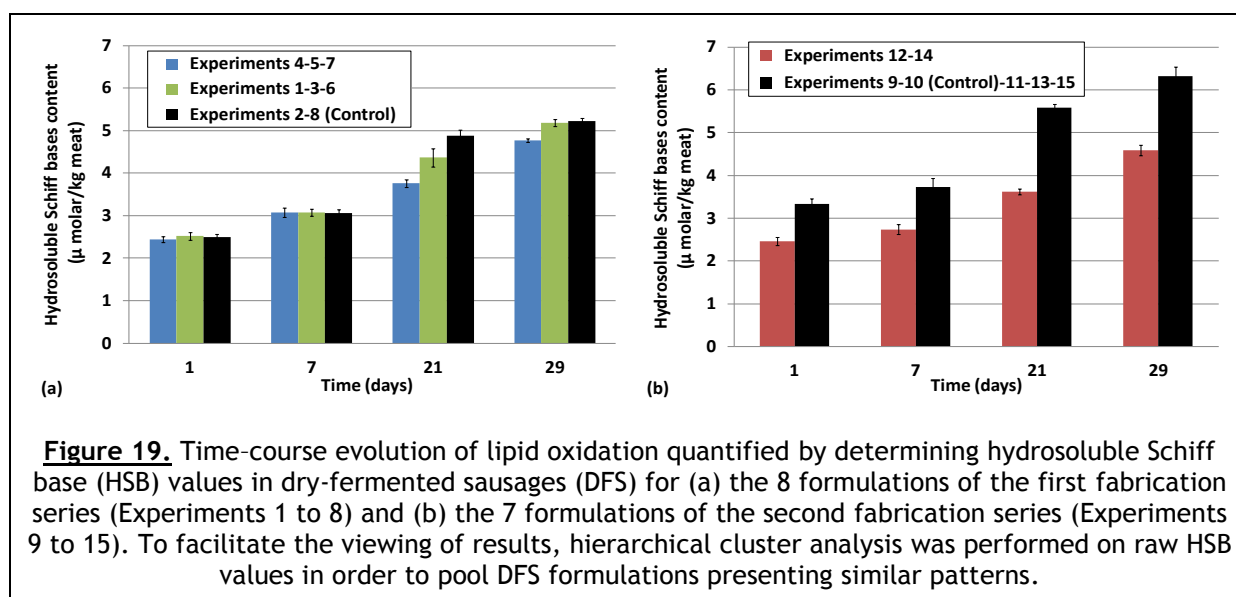 7
6
5
4
3
2
1
0
Hydrosoluble Schiff bases content
(µ molar/kg meat)
Experiments 4-5-7
Experiments 1-3-6
Experiments 2-8 (Control)
1 7 21 29
(a)
Time (days)
7
6
5
4
3
2
1
0
Hydrosoluble Schiff bases content
(µ molar/kg meat)
Experiments 12-14
Experiments 9-10 (Control)-11-13-15
1 7 21 29
(b)
Time (days)
Figure 19. Time-course evolution of lipid oxidation quantified by determining hydrosoluble Schiff
base (HSB) values in dry-fermented sausages (DFS) for (a) the 8 formulations of the first fabrication
series (Experiments 1 to 8) and (b) the 7 formulations of the second fabrication series (Experiments
9 to 15). To facilitate the viewing of results, hierarchical cluster analysis was performed on raw HSB
values in order to pool DFS formulations presenting similar patterns.